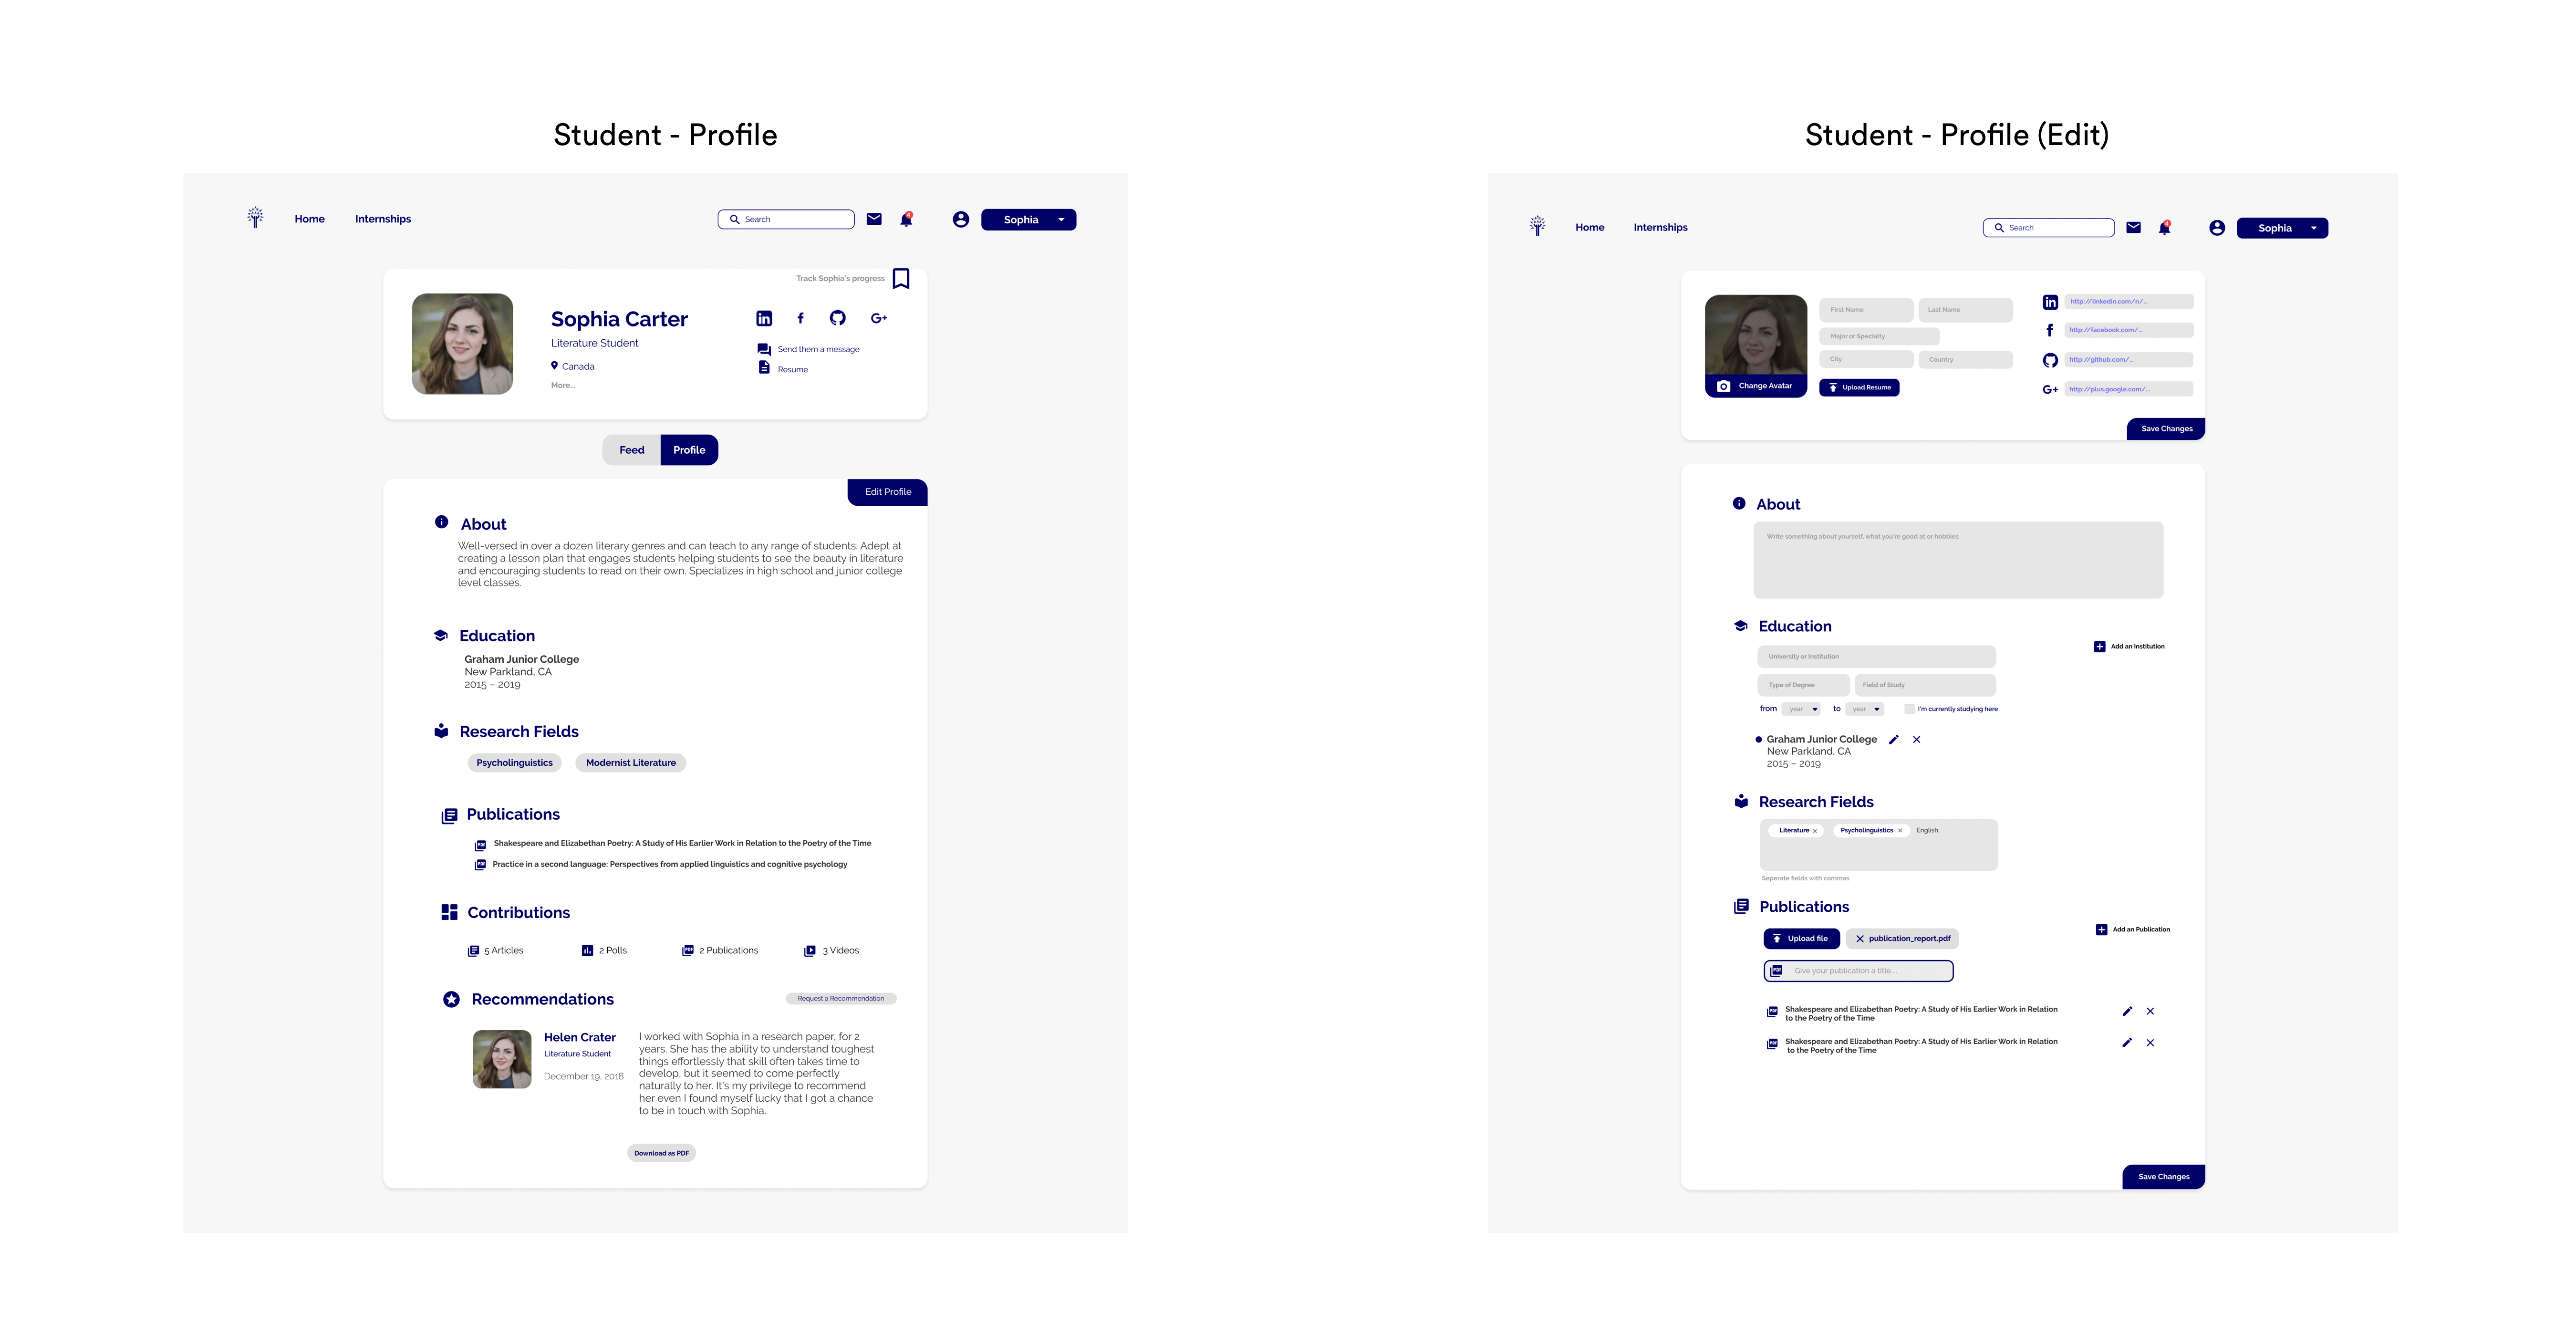 Student - Profile
Home
Internships
Search
Sophia
Track Sophia's progress
Sophia Carter
Literature Student
Canada
More...
in
f
G+
Send them a message
Resume
Feed
Profile
Edit Profile
About
Well-versed in over a dozen literary genres and can teach to any range of students. Adept at
creating a lesson plan that engages students helping students to see the beauty in literature
and encouraging students to read on their own. Specializes in high school and junior college
level classes.
Education
Graham Junior College
New Parkland, CA
2015 – 2019
Research Fields
Psycholinguistics
Modernist Literature
Publications
PDF
Shakespeare and Elizabethan Poetry: A Study of His Earlier Work in Relation to the Poetry of the Time
PDF
Practice in a second language: Perspectives from applied linguistics and cognitive psychology
Contributions
5 Articles
2 Polls
PDF
2 Publications
3 Videos
Recommendations
Request a Recommendation
Helen Crater
Literature Student
December 19, 2018
I worked with Sophia in a research paper, for 2
years. She has the ability to understand toughest
things effortlessly that skill often takes time to
develop, but it seemed to come perfectly
naturally to her. It's my privilege to recommend
her even I found myself lucky that I got a chance
to be in touch with Sophia.
Download as PDF
Student - Profile (Edit)
Home
Internships
Search
Sophia
Change Avatar
First Name
Last Name
Major or Specialty
City
Country
Upload Resume
in
http://linkedin.com/n/...
f
http://facebook.com/...
http://github.com/...
G+
http://plus.google.com/...
Save Changes
About
Write something about yourself, what you're good at or hobbies
Education
Add an Institution
University or Institution
Type of Degree
Field of Study
from
year
to
year
I'm currently studying here
Graham Junior College
New Parkland, CA
2015 – 2019
Research Fields
Literature
Psycholinguistics
English,
Seperate fields with commas
Publications
Add an Publication
Upload file
publication_report.pdf
PDF
Give your publication a title...
PDF
Shakespeare and Elizabethan Poetry: A Study of His Earlier Work in Relation
to the Poetry of the Time
PDF
Shakespeare and Elizabethan Poetry: A Study of His Earlier Work in Relation
to the Poetry of the Time
Save Changes